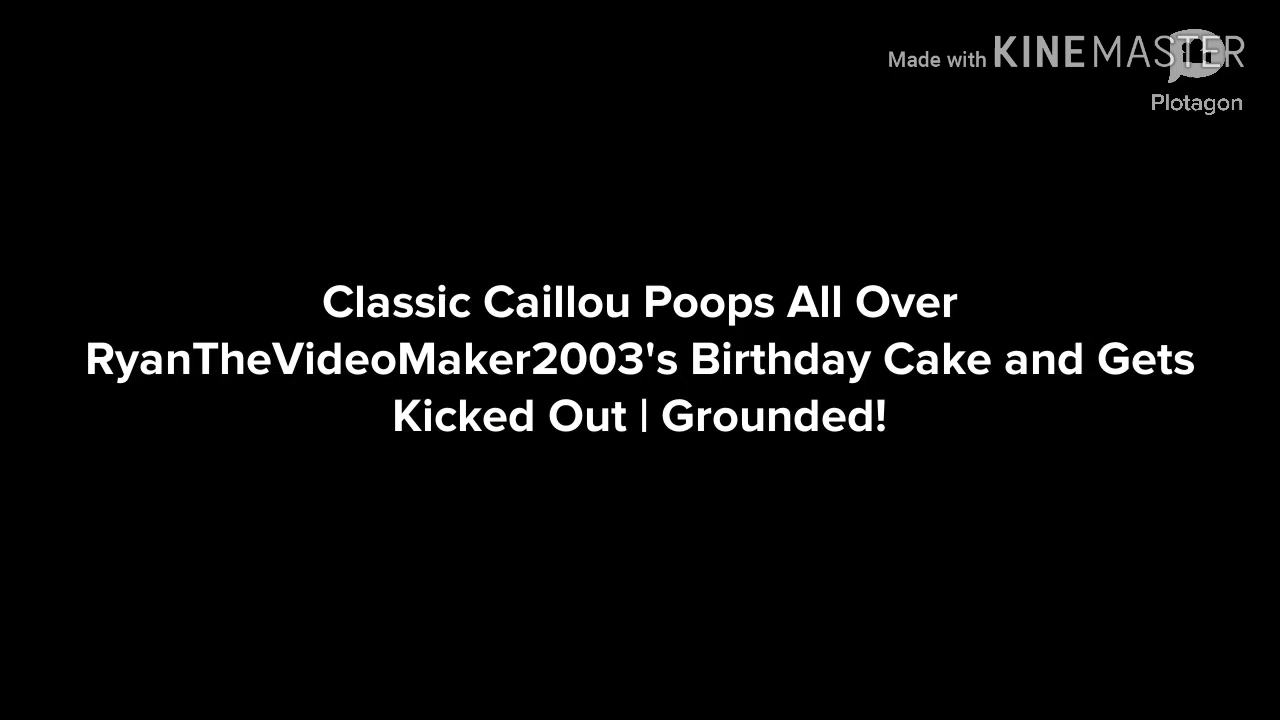 Made with KINEMASTER
Plotagon
Classic Caillou Poops All Over
RyanTheVideoMaker2003's Birthday Cake and Gets
Kicked Out | Grounded!